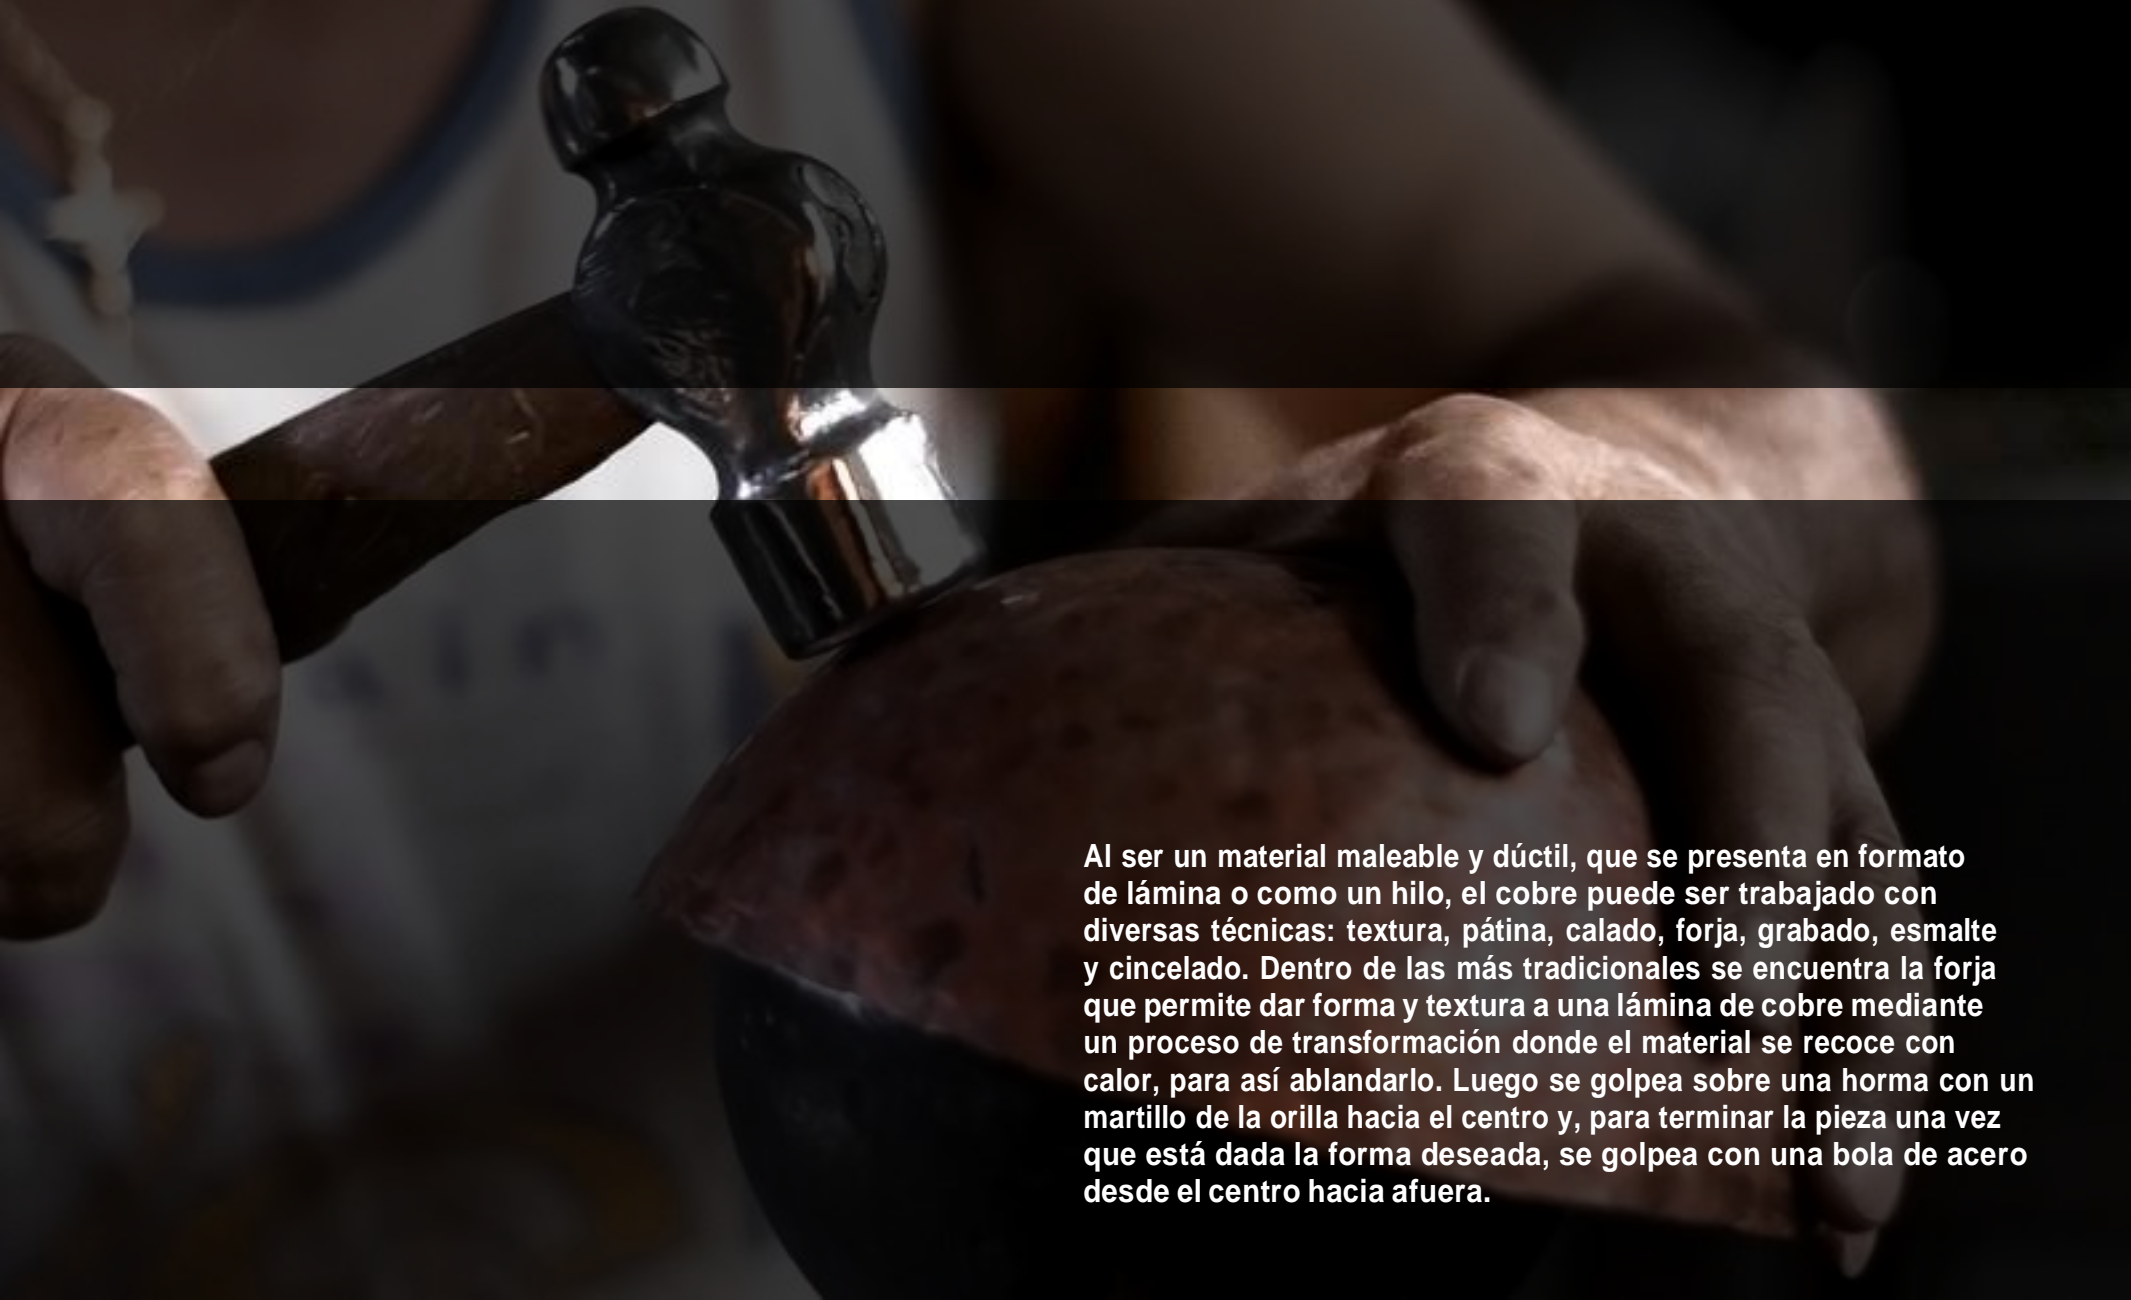 Al ser un material maleable y dúctil, que se presenta en formato
de lámina o como un hilo, el cobre puede ser trabajado con
diversas técnicas: textura, pátina, calado, forja, grabado, esmalte
y cincelado. Dentro de las más tradicionales se encuentra la forja
que permite dar forma y textura a una lámina de cobre mediante
un proceso de transformación donde el material se recoce con
calor, para así ablandarlo. Luego se golpea sobre una horma con un
martillo de la orilla hacia el centro y, para terminar la pieza una vez
que está dada la forma deseada, se golpea con una bola de acero
desde el centro hacia afuera.